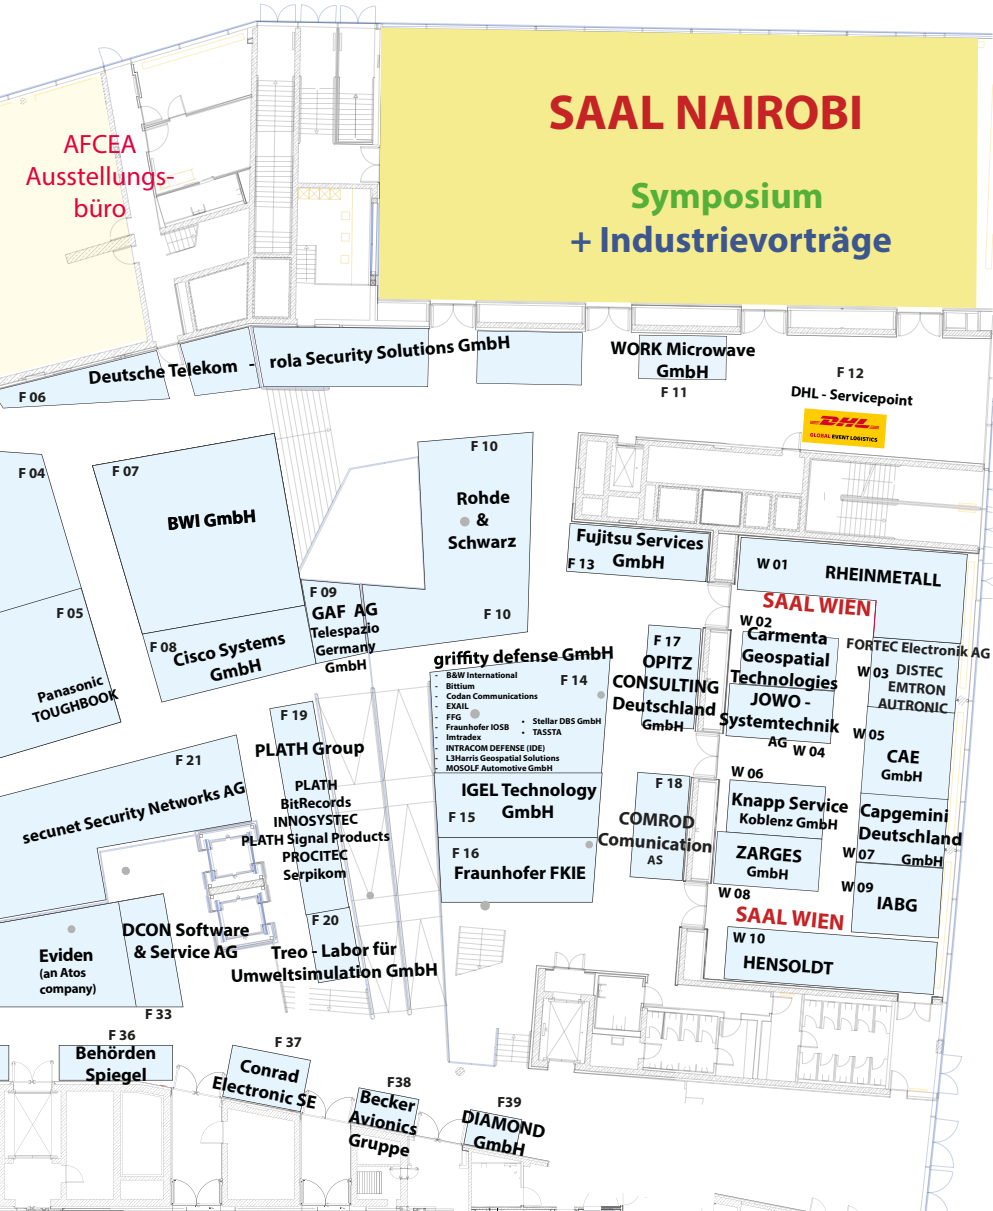 SAAL NAIROBI
AFCEA
Ausstellungs-
büro
Symposium
+ Industrievorträge
Deutsche Telekom - rola Security Solutions GmbH
F 06
WORK Microwave
GmbH
F 11
F 12
DHL - Servicepoint
DHL
GLOBAL EVENT LOGISTICS
F 04
F 07
BWI GmbH
F 10
Rohde
&
Schwarz
F 10
Fujitsu Services
GmbH
F 13
W 01
RHEINMETALL
SAAL WIEN
F 05
Panasonic
TOUGHBOOK
F 08
Cisco Systems
GmbH
F 09
GAF AG
Telespazio
Germany
GmbH
griffity defense GmbH
F 14
- B&W International
- Bittium
- Codan Communications
- EXAIL
- FFG
- Fraunhofer IOSB
- Imtradex
- INTRACOM DEFENSE (IDE)
- L3Harris Geospatial Solutions
- MOSOLF Automotive GmbH
• Stellar DBS GmbH
• TASSTA
F 17
OPITZ
CONSULTING
Deutschland
GmbH
W 02
Carmenta
Geospatial
Technologies
JOWO -
Systemtechnik
AG
W 04
FORTEC Elektronik AG
W 03
DISTEC
EMTRON
AUTRONIC
W 05
CAE
GmbH
F 19
PLATH Group
PLATH
BitRecords
INNOSYSTEC
PLATH Signal Products
PROCITEC
Serpikom
F 21
secunet Security Networks AG
IGEL Technology
GmbH
F 15
F 16
Fraunhofer FKIE
F 18
COMROD
Comunication
AS
W 06
Knapp Service
Koblenz GmbH
ZARGES
GmbH
W 08
Capgemini
Deutschland
GmbH
W 07
W 09
IABG
SAAL WIEN
W 10
HENSOLDT
Eviden
(an Atos
company)
DCON Software
& Service AG
F 33
F 20
Treo - Labor für
Umweltsimulation GmbH
F 36
Behörden
Spiegel
F 37
Conrad
Electronic SE
F38
Becker
Avionics
Gruppe
F39
DIAMOND
GmbH